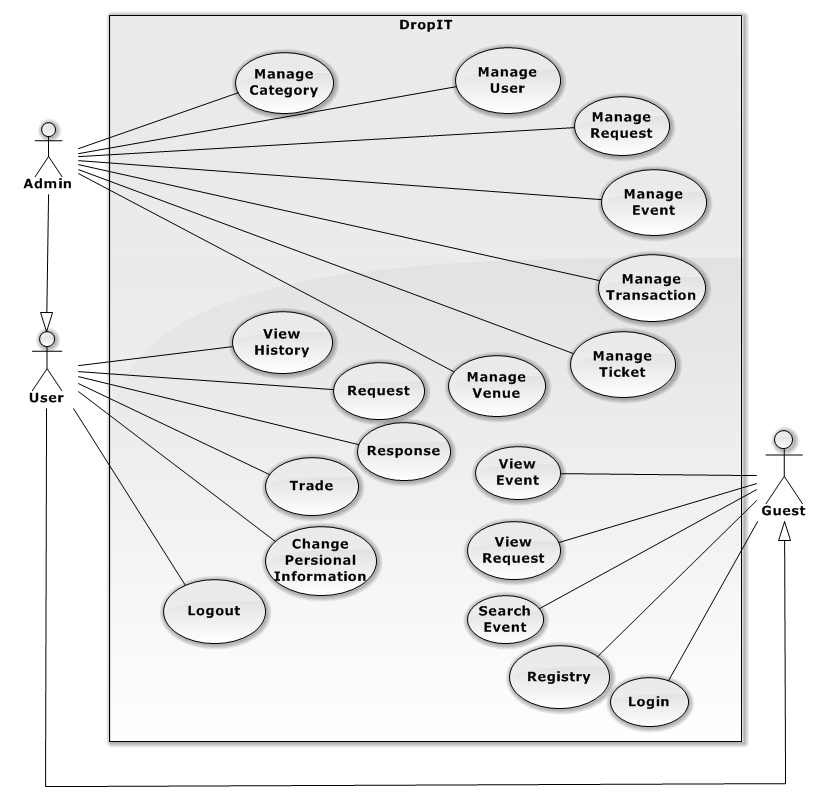 DropIT
Manage
Category
Manage
User
Manage
Request
Admin
Manage
Event
Manage
Transaction
View
History
Manage
Ticket
User
Request
Manage
Venue
Response
View
Event
Trade
Guest
Change
Persional
Information
View
Request
Logout
Search
Event
Registry
Login